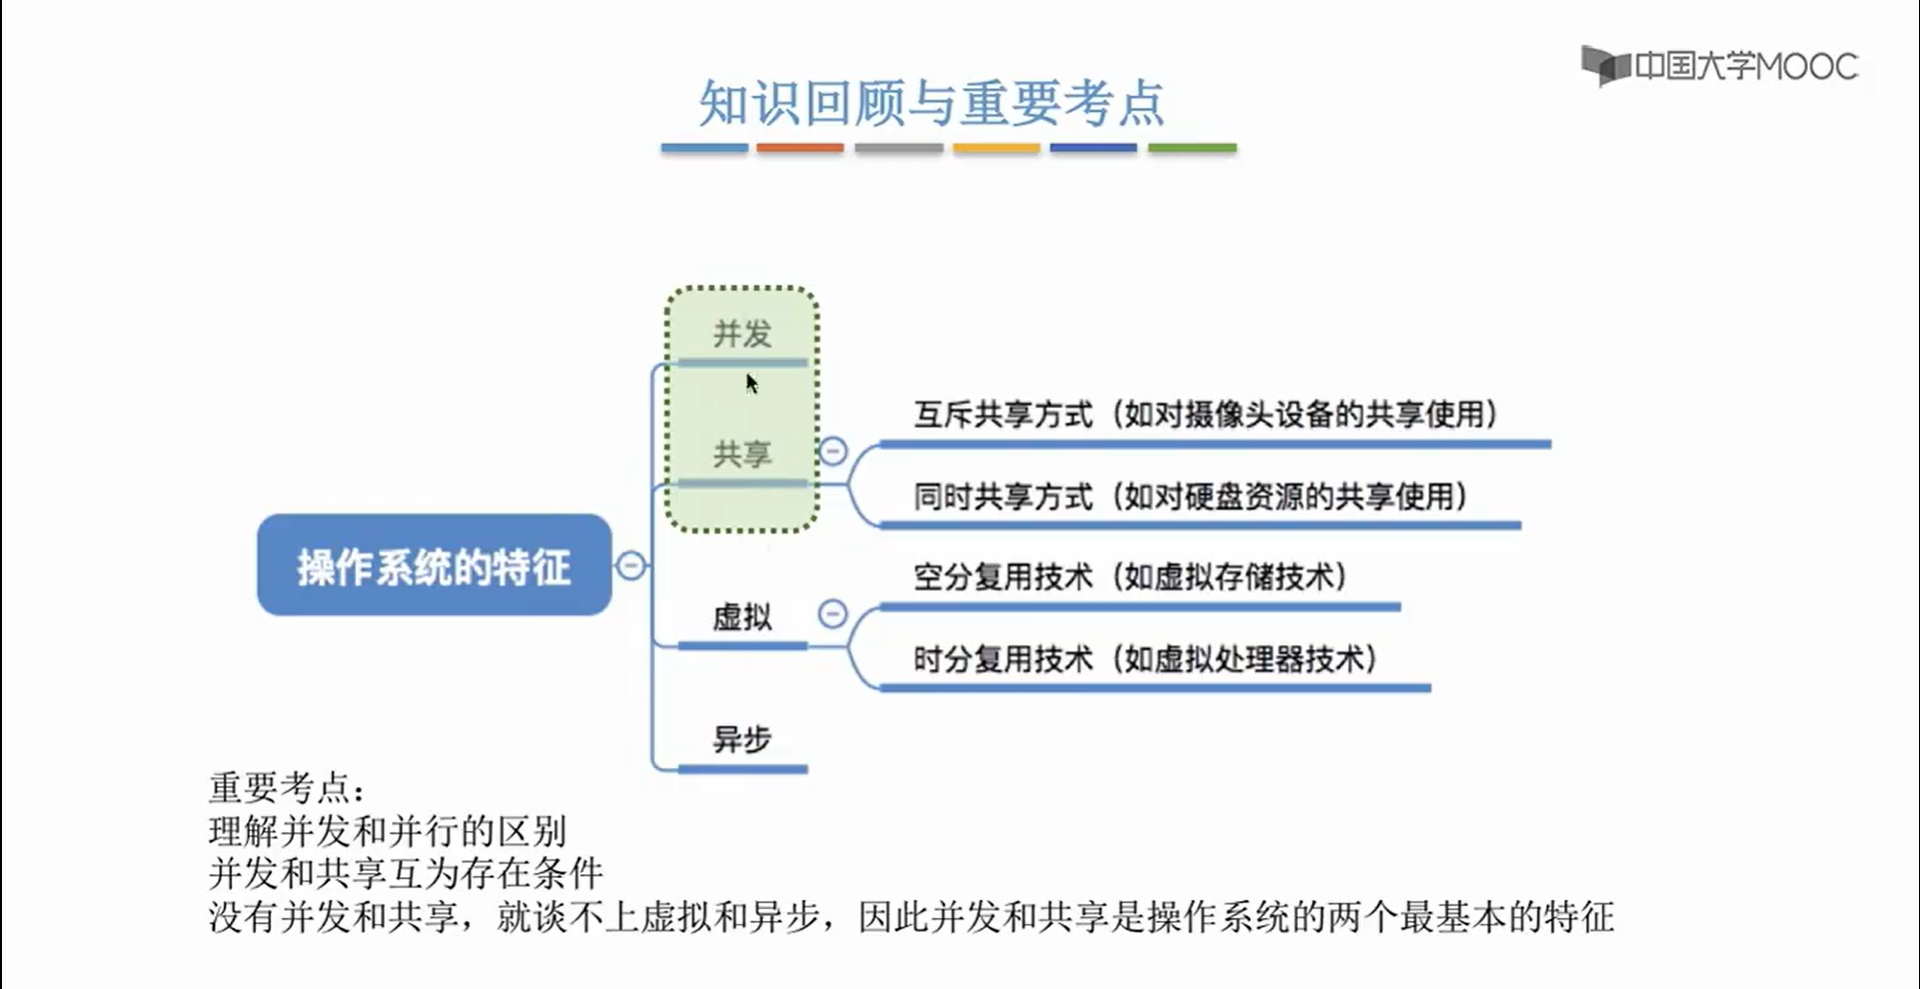 中国大学MOOC
知识回顾与重要考点
并发
共享
互斥共享方式（如对摄像头设备的共享使用）
同时共享方式（如对硬盘资源的共享使用）
操作系统的特征
虚拟
空分复用技术（如虚拟存储技术）
时分复用技术（如虚拟处理器技术）
异步
重要考点：
理解并发和并行的区别
并发和共享互为存在条件
没有并发和共享，就谈不上虚拟和异步，因此并发和共享是操作系统的两个最基本的特征